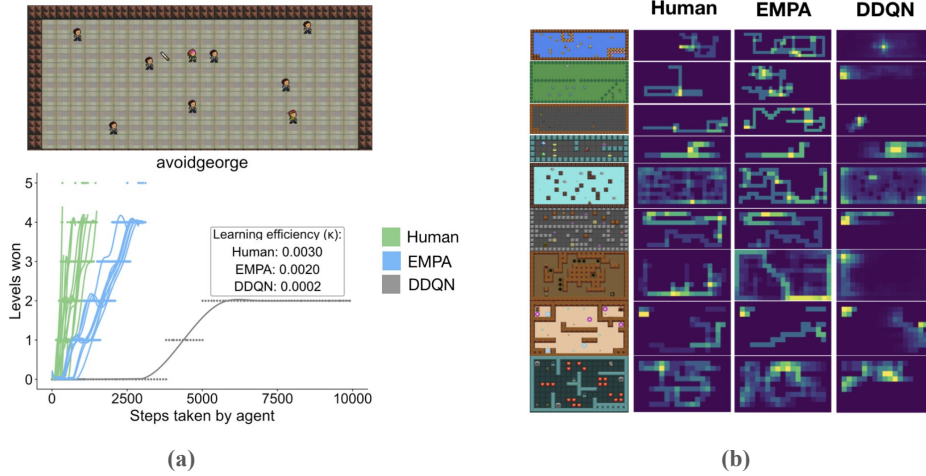 avoidgeorge
Levels won
5
4
3
2
1
0
Learning efficiency (κ):
Human: 0.0030
EMPA: 0.0020
DDQN: 0.0002
Human
EMPA
DDQN
0 2500 5000 7500 10000
Steps taken by agent
(a)
Human EMPA DDQN
(b)